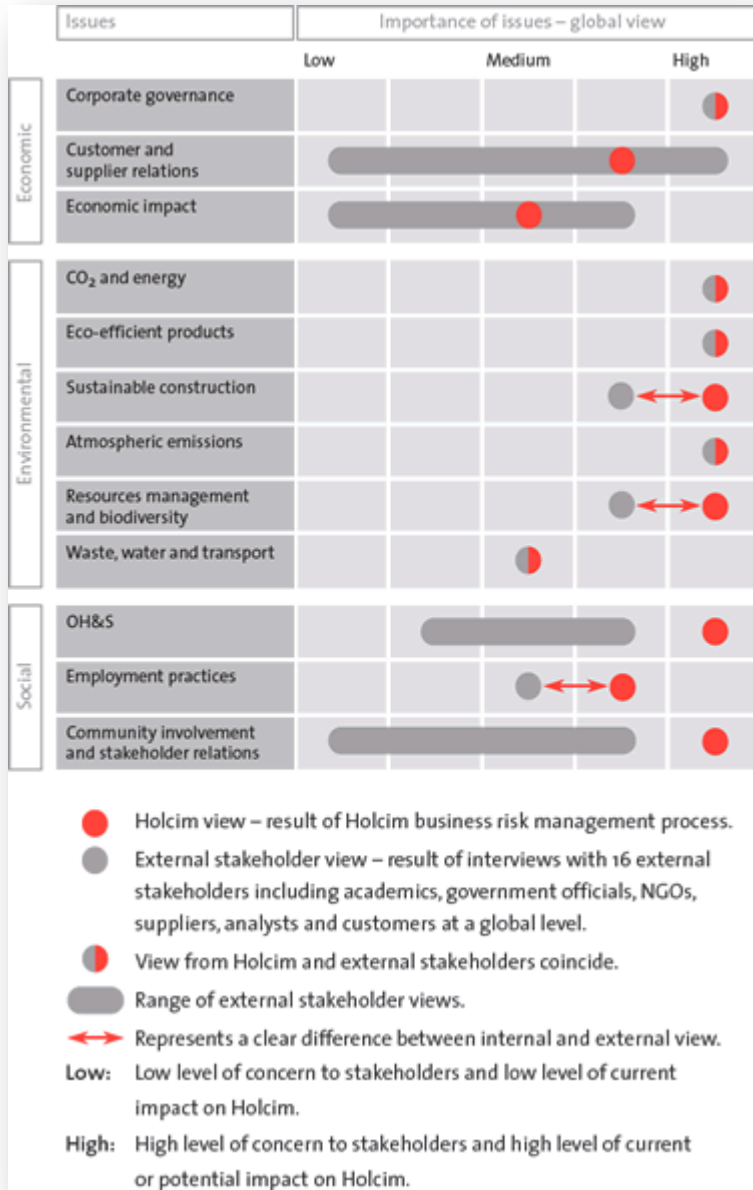 Issues
Importance of issues – global view
Low
Medium
High
Economic
Corporate governance
Customer and
supplier relations
Economic impact
Environmental
CO₂ and energy
Eco-efficient products
Sustainable construction
Atmospheric emissions
Resources management
and biodiversity
Waste, water and transport
Social
OH&S
Employment practices
Community involvement
and stakeholder relations
Holcim view – result of Holcim business risk management process.
External stakeholder view – result of interviews with 16 external
stakeholders including academics, government officials, NGOs,
suppliers, analysts and customers at a global level.
View from Holcim and external stakeholders coincide.
Range of external stakeholder views.
Represents a clear difference between internal and external view.
Low: Low level of concern to stakeholders and low level of current
impact on Holcim.
High: High level of concern to stakeholders and high level of current
or potential impact on Holcim.